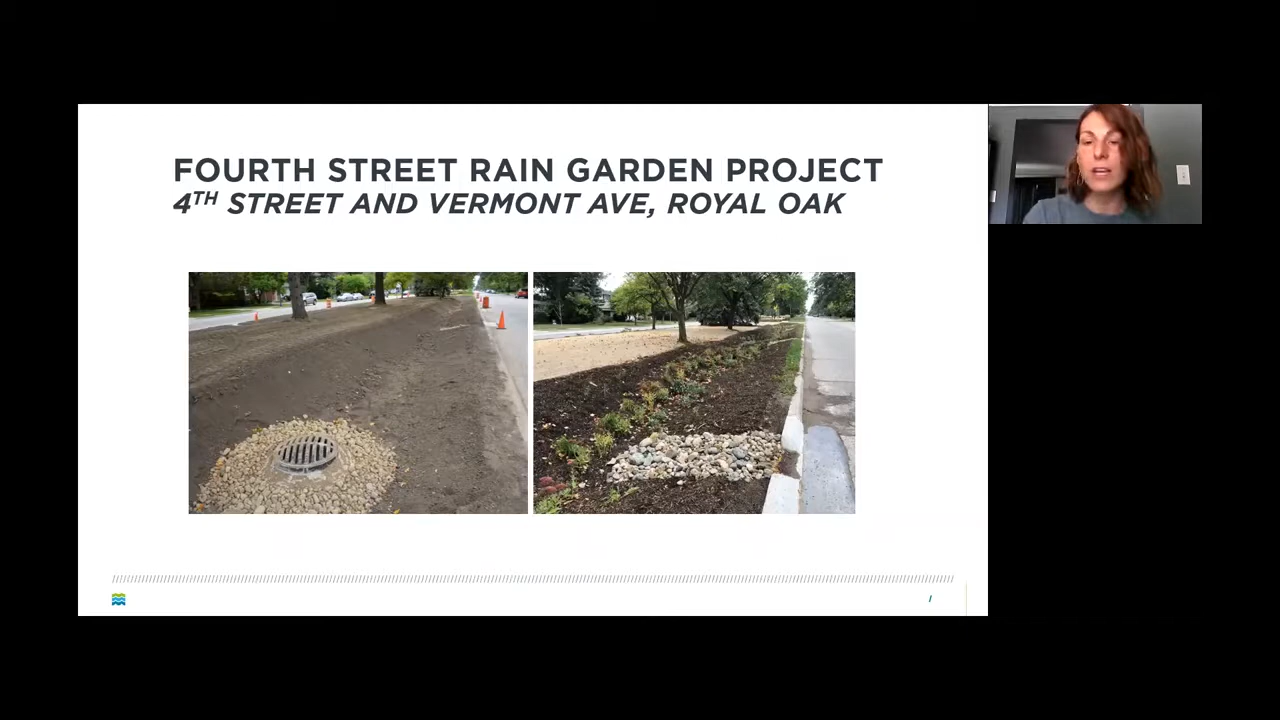 FOURTH STREET RAIN GARDEN PROJECT
4TH STREET AND VERMONT AVE, ROYAL OAK